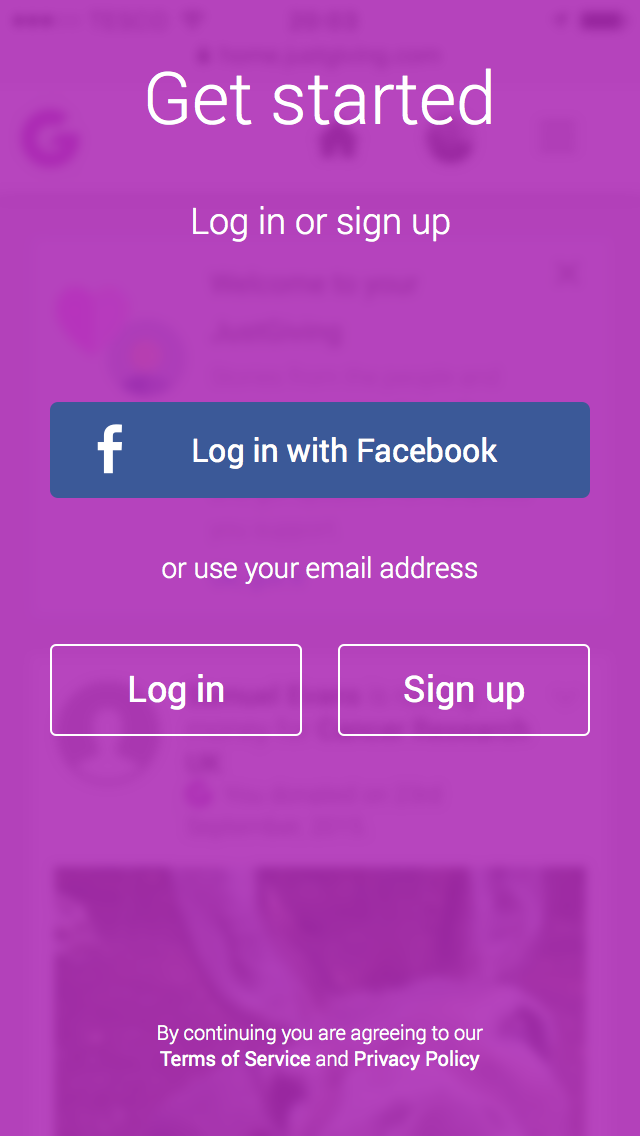 Get started
Log in or sign up
Log in with Facebook
or use your email address
Log in
Sign up
By continuing you are agreeing to our
Terms of Service and Privacy Policy